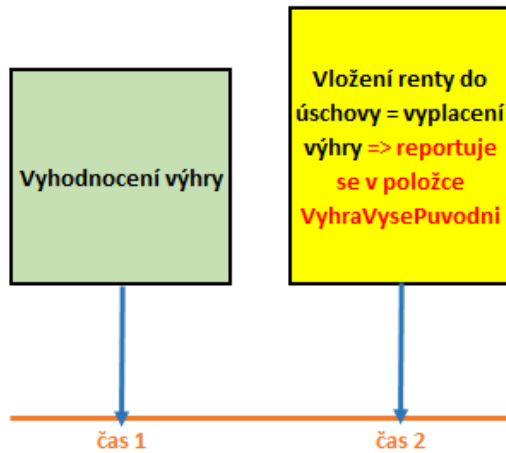 Vyhodnocení výhry
Vložení renty do
úschovy = vyplacení
výhry => reportuje
se v položce
VyhraVysePuvodni
čas 1
čas 2